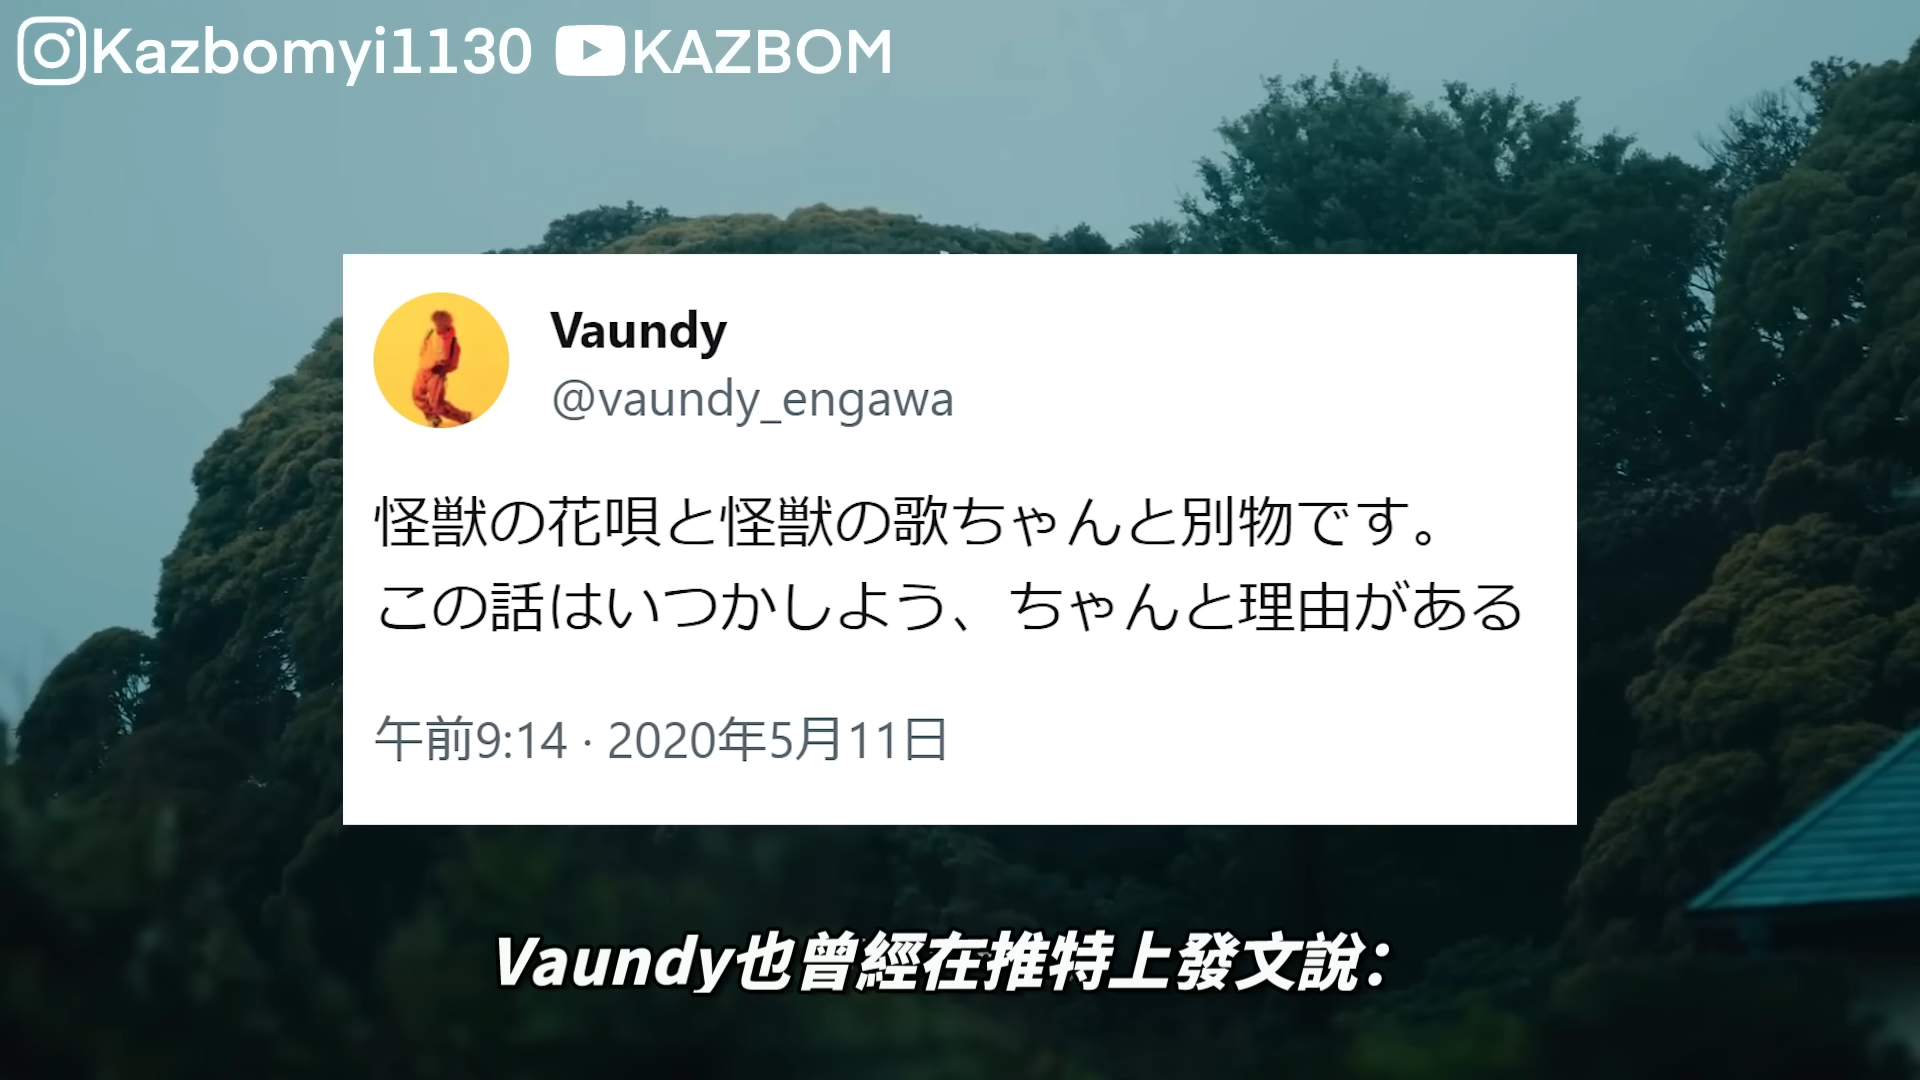 Kazbomyi1130 KAZBOM
Vaundy
@vaundy_engawa
怪獣の花唄と怪獣の歌ちゃんと別物です。
この話はいつかしよう、ちゃんと理由がある
午前9:14 · 2020年5月11日
Vaundy也曾經在推特上發文說：